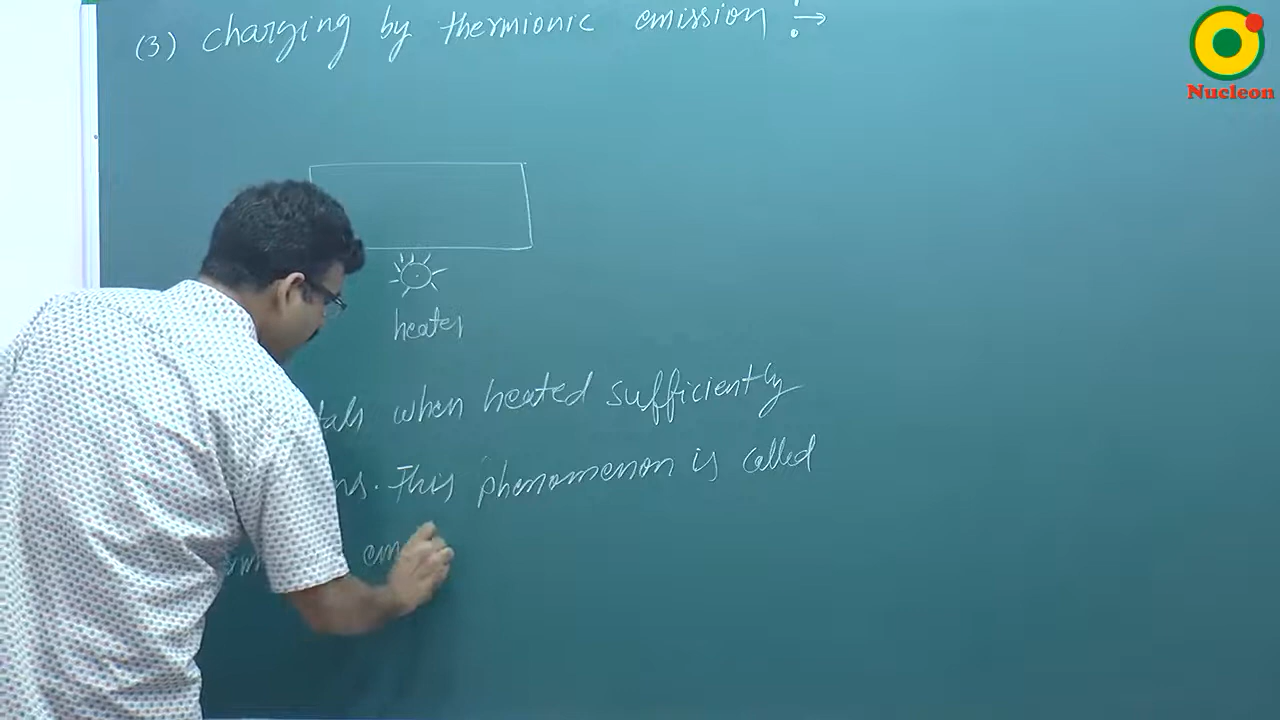 (3) charging by thermionic emission :→
Nucleon
heater
when heated sufficiently
This phenomenon is called